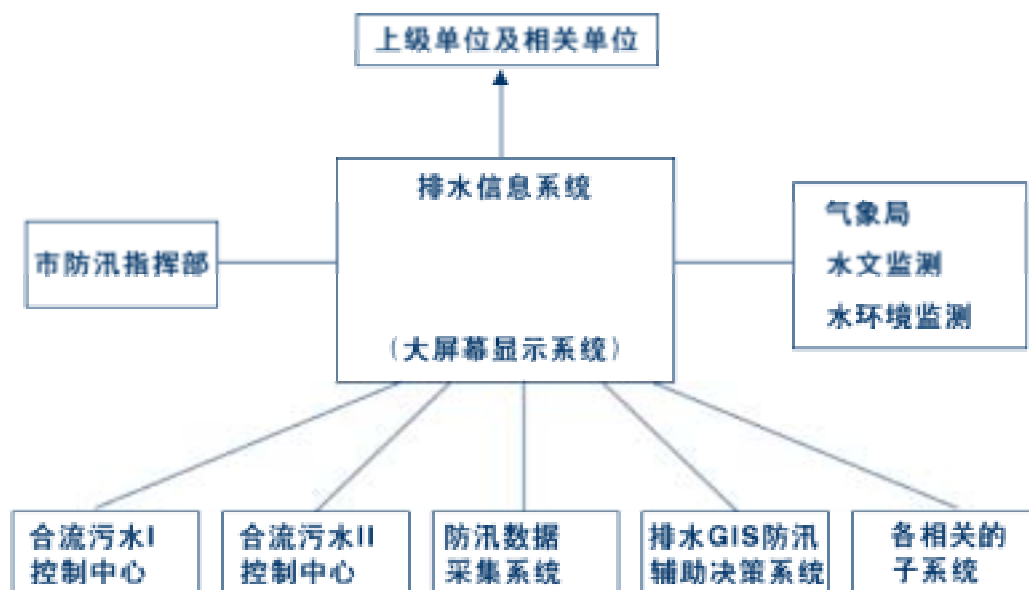 上级单位及相关单位
排水信息系统
（大屏幕显示系统）
市防汛指挥部
气象局
水文监测
水环境监测
合流污水I
控制中心
合流污水II
控制中心
防汛数据
采集系统
排水GIS防汛
辅助决策系统
各相关的
子系统